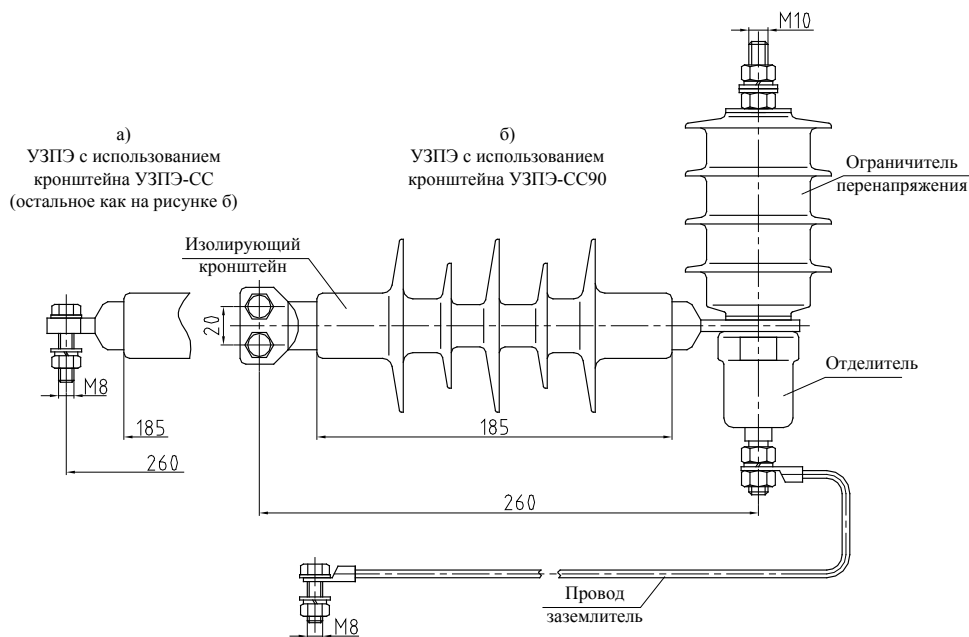 M10
а)
УЗПЭ с использованием
кронштейна УЗПЭ-СС
(остальное как на рисунке б)
б)
УЗПЭ с использованием
кронштейна УЗПЭ-СС90
Ограничитель
перенапряжения
Изолирующий
кронштейн
20
M8
Отделитель
185
185
260
260
Провод
заземлитель
M8